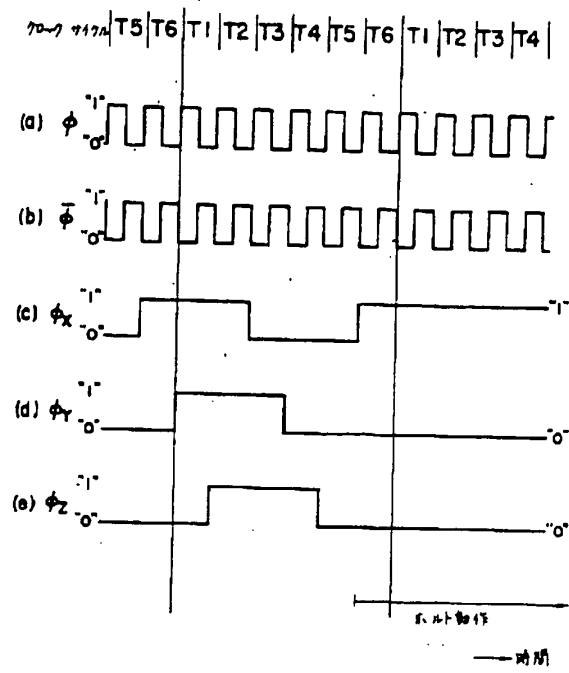 クロック サイクル T5 T6 T1 T2 T3 T4 T5 T6 T1 T2 T3 T4
(a) φ "1" "0"
(b) φ̄ "1" "0"
(c) φX "1" "0" "1"
(d) φY "1" "0" "0"
(e) φZ "1" "0" "0"
ホルト動作
時間